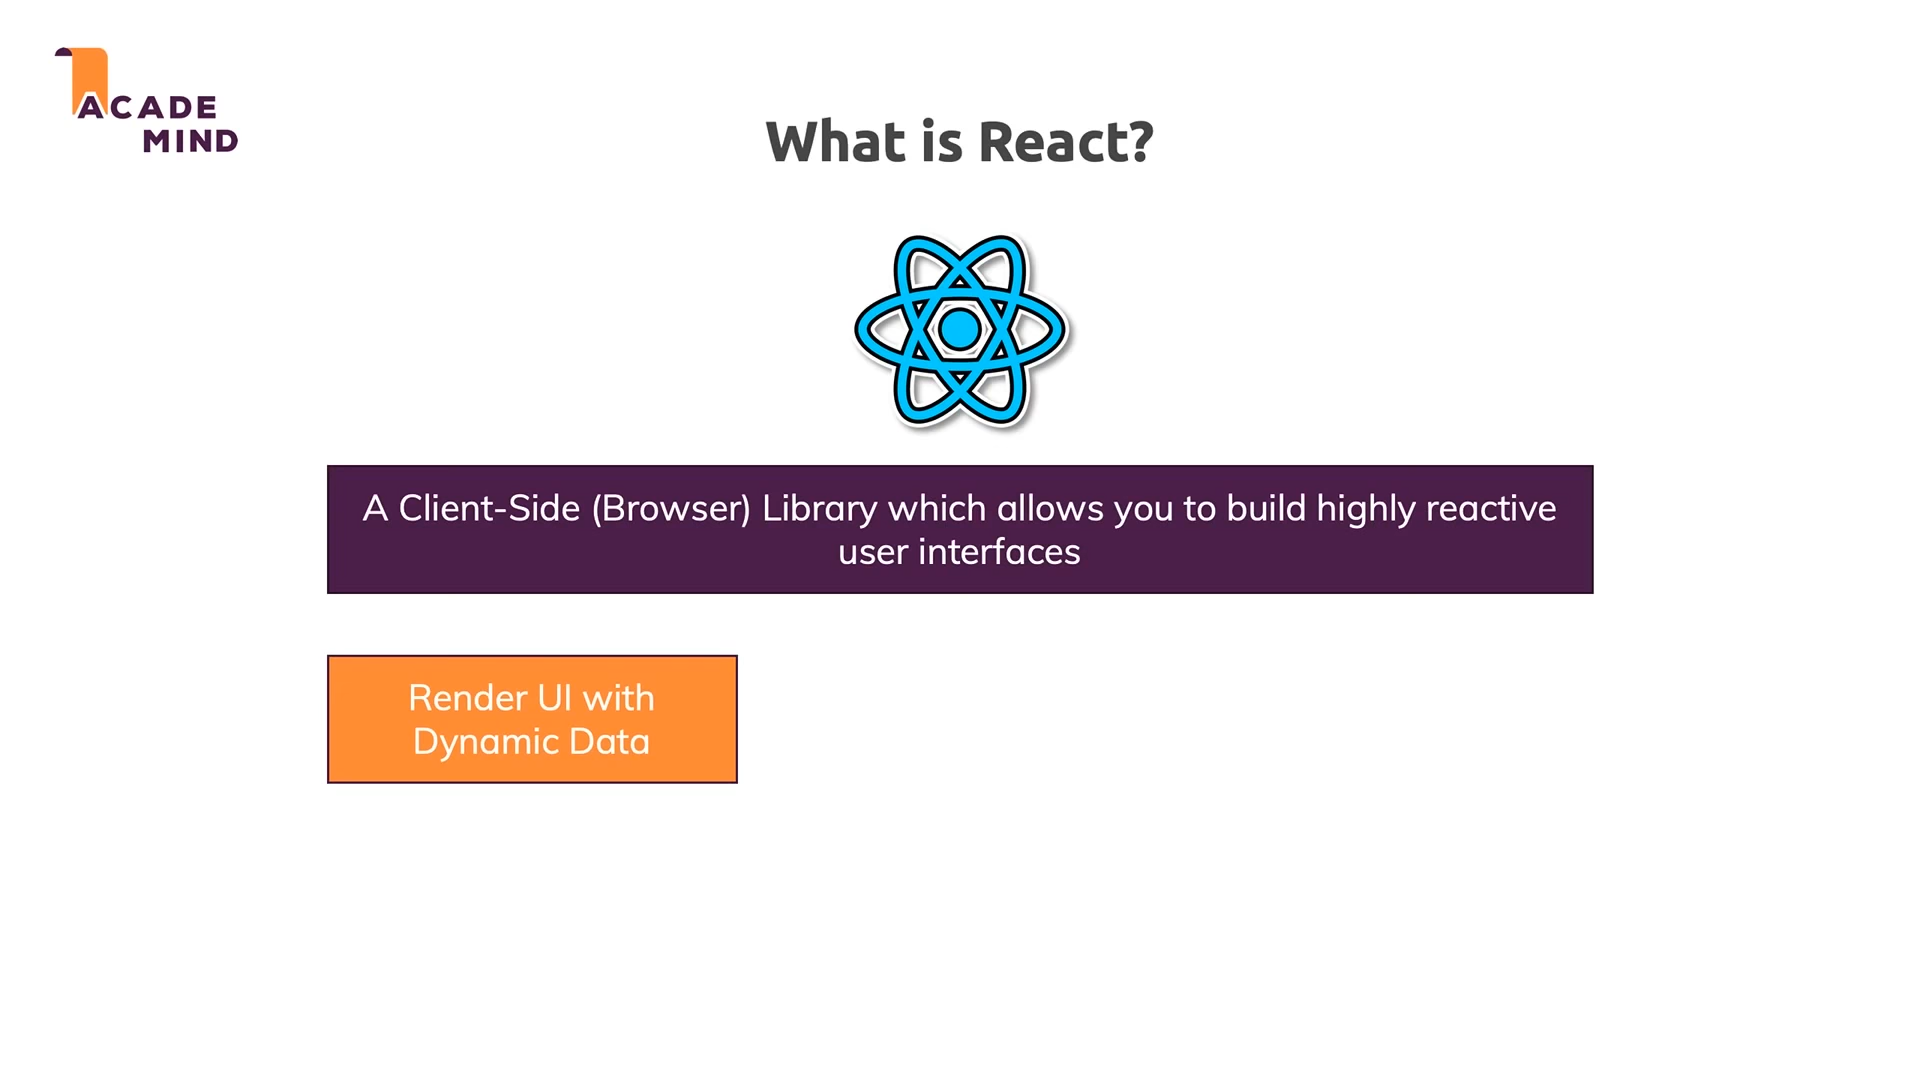 ACADE
MIND
What is React?
A Client-Side (Browser) Library which allows you to build highly reactive
user interfaces
Render UI with
Dynamic Data